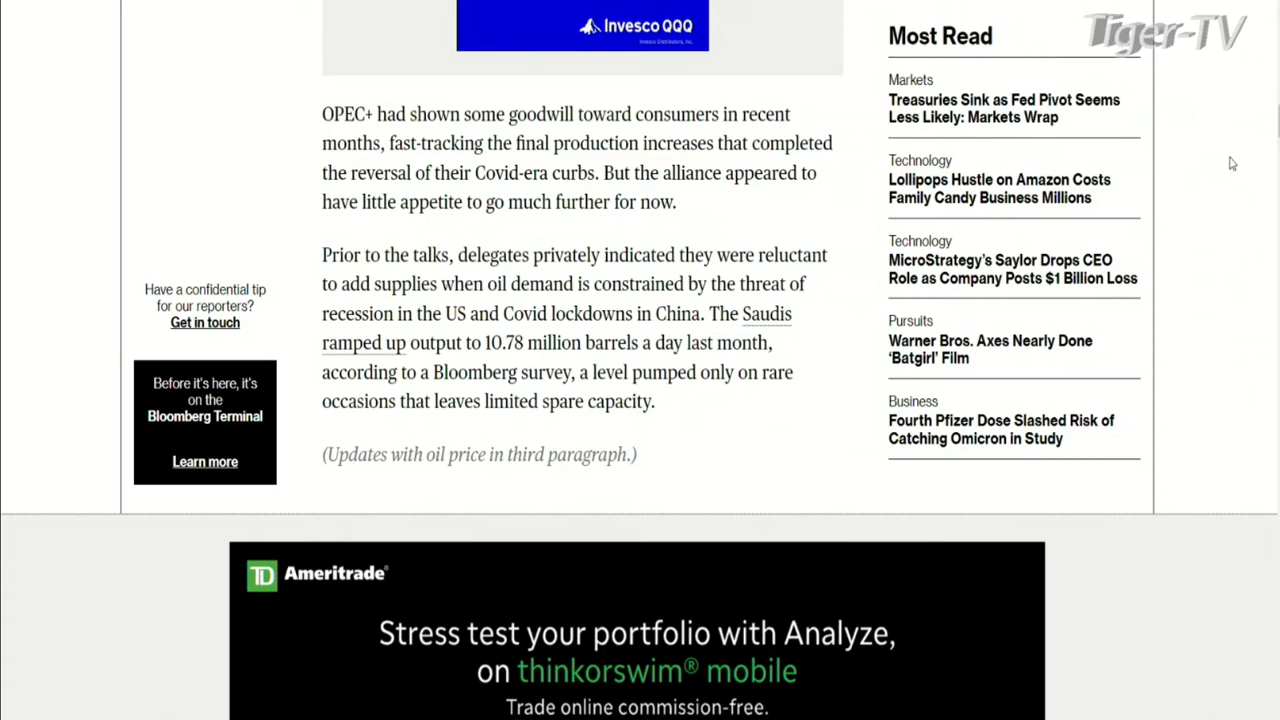 Invesco QQQ
Invesco Distributors, Inc.
Tiger-TV
OPEC+ had shown some goodwill toward consumers in recent
months, fast-tracking the final production increases that completed
the reversal of their Covid-era curbs. But the alliance appeared to
have little appetite to go much further for now.
Prior to the talks, delegates privately indicated they were reluctant
to add supplies when oil demand is constrained by the threat of
recession in the US and Covid lockdowns in China. The Saudis
ramped up output to 10.78 million barrels a day last month,
according to a Bloomberg survey, a level pumped only on rare
occasions that leaves limited spare capacity.
(Updates with oil price in third paragraph.)
Have a confidential tip
for our reporters?
Get in touch
Before it's here, it's
on the
Bloomberg Terminal
Learn more
Most Read
Markets
Treasuries Sink as Fed Pivot Seems
Less Likely: Markets Wrap
Technology
Lollipops Hustle on Amazon Costs
Family Candy Business Millions
Technology
MicroStrategy's Saylor Drops CEO
Role as Company Posts $1 Billion Loss
Pursuits
Warner Bros. Axes Nearly Done
'Batgirl' Film
Business
Fourth Pfizer Dose Slashed Risk of
Catching Omicron in Study
TD Ameritrade®
Stress test your portfolio with Analyze,
on thinkorswim® mobile
Trade online commission-free.